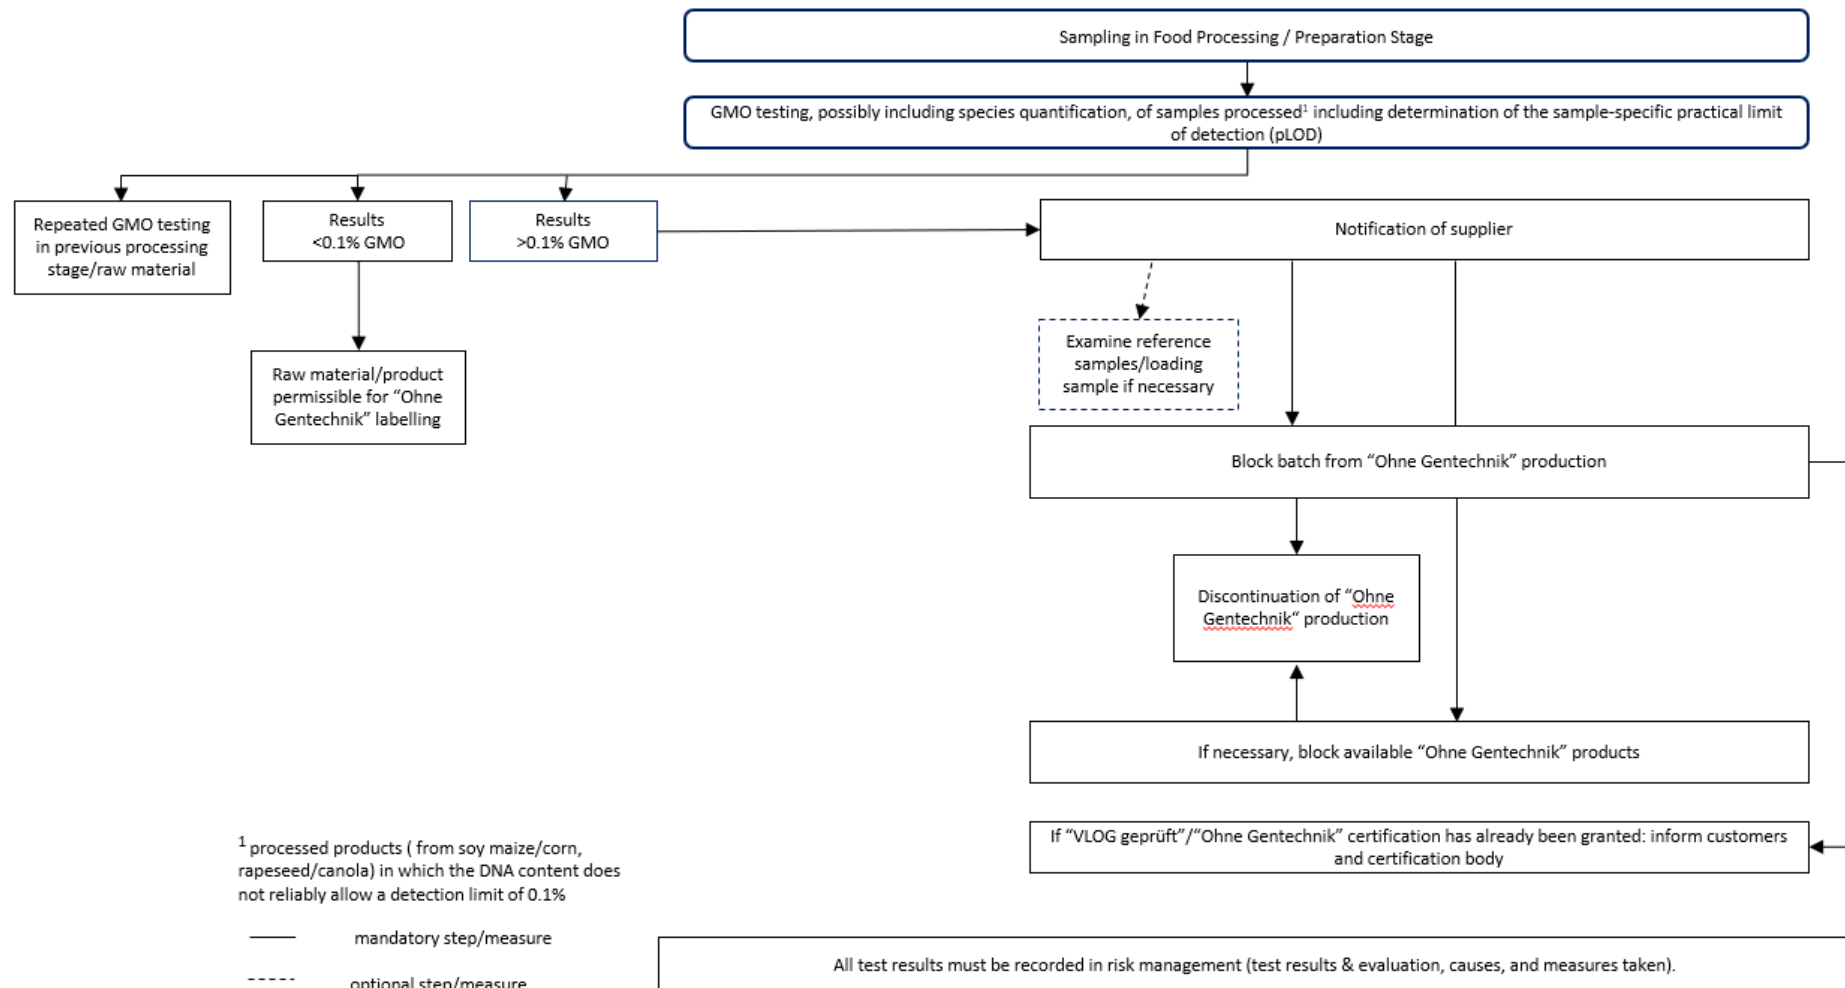 Sampling in Food Processing / Preparation Stage
GMO testing, possibly including species quantification, of samples processed¹ including determination of the sample-specific practical limit
of detection (pLOD)
Repeated GMO testing
in previous processing
stage/raw material
Results
<0.1% GMO
Results
>0.1% GMO
Notification of supplier
Examine reference
samples/loading
sample if necessary
Raw material/product
permissible for “Ohne
Gentechnik” labelling
Block batch from “Ohne Gentechnik” production
Discontinuation of “Ohne
Gentechnik“ production
If necessary, block available “Ohne Gentechnik” products
If “VLOG geprüft”/“Ohne Gentechnik” certification has already been granted: inform customers
and certification body
¹ processed products ( from soy maize/corn,
rapeseed/canola) in which the DNA content does
not reliably allow a detection limit of 0.1%
mandatory step/measure
optional step/measure
All test results must be recorded in risk management (test results & evaluation, causes, and measures taken).